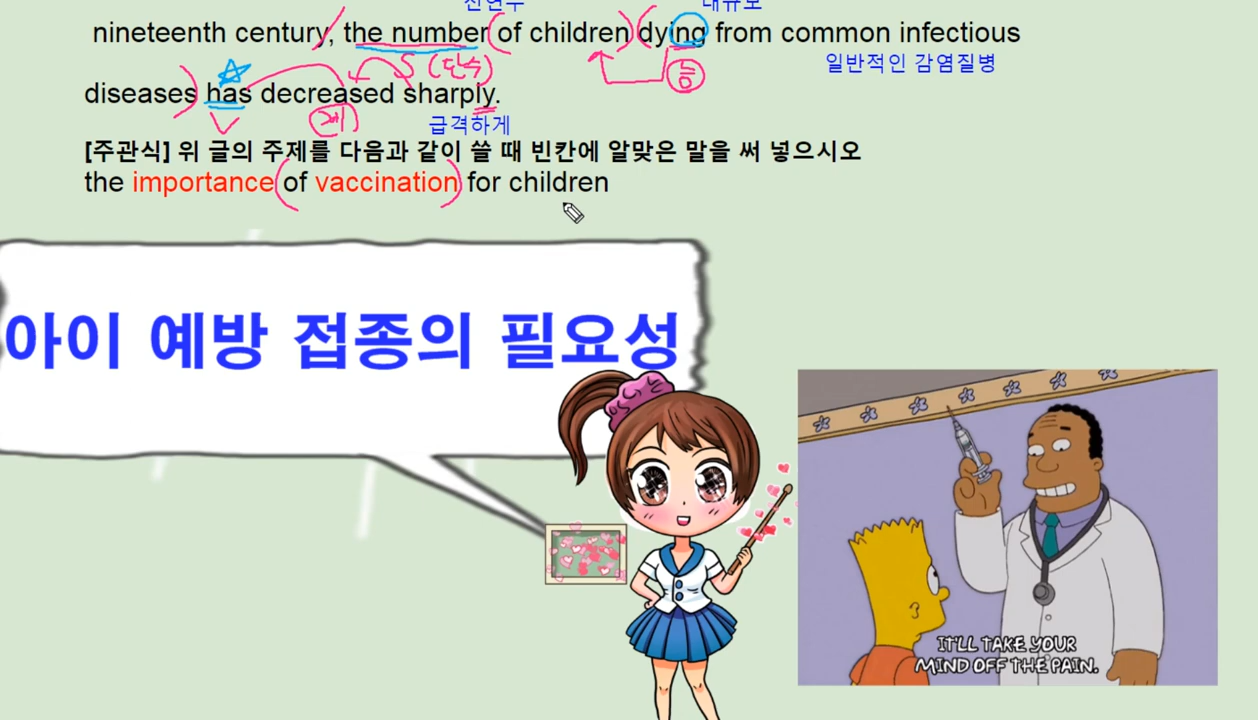 nineteenth century, the number of children dying from common infectious
(단수)
일반적인 감염질병
능
diseases has decreased sharply.
급격하게
[주관식] 위 글의 주제를 다음과 같이 쓸 때 빈칸에 알맞은 말을 써 넣으시오
the importance of vaccination for children
아이 예방 접종의 필요성
IT'LL TAKE YOUR
MIND OFF THE PAIN.